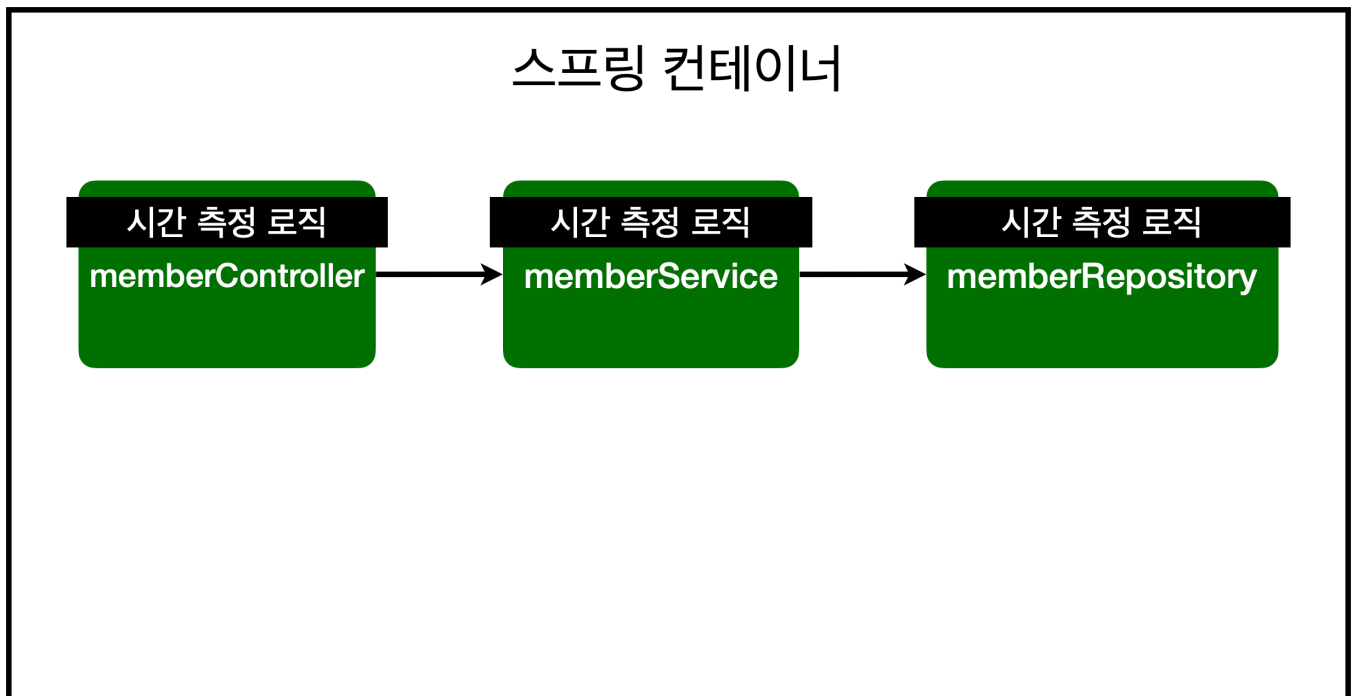 스프링 컨테이너
시간 측정 로직
memberController
시간 측정 로직
memberService
시간 측정 로직
memberRepository